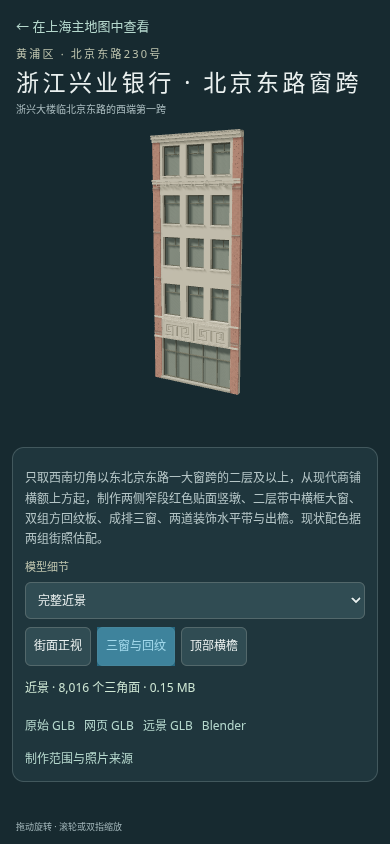 ← 在上海主地图中查看
黄浦区 · 北京东路230号
浙江兴业银行 · 北京东路窗跨
浙兴大楼临北京东路的西端第一跨
只取西南切角以东北京东路一大窗跨的二层及以上，从现代商铺
横额上方起，制作两侧窄段红色贴面竖墩、二层带中横框大窗、
双组方回纹板、成排三窗、两道装饰水平带与出檐。现状配色据
两组街照估配。
模型细节
完整近景
街面正视
三窗与回纹
顶部横檐
近景 · 8,016 个三角面 · 0.15 MB
原始 GLB 网页 GLB 远景 GLB Blender
制作范围与照片来源
拖动旋转 · 滚轮或双指缩放